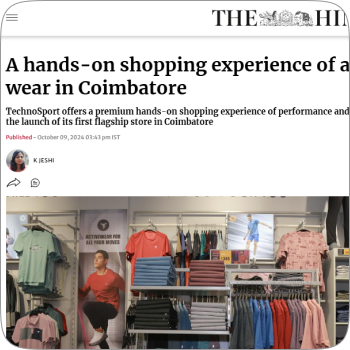 THE HI
A hands-on shopping experience of a
wear in Coimbatore
TechnoSport offers a premium hands-on shopping experience of performance and
the launch of its first flagship store in Coimbatore
Published - October 09, 2024 03:43 pm IST
K JESHI
ACTIVEWEAR FOR
ALL YOUR MOVES